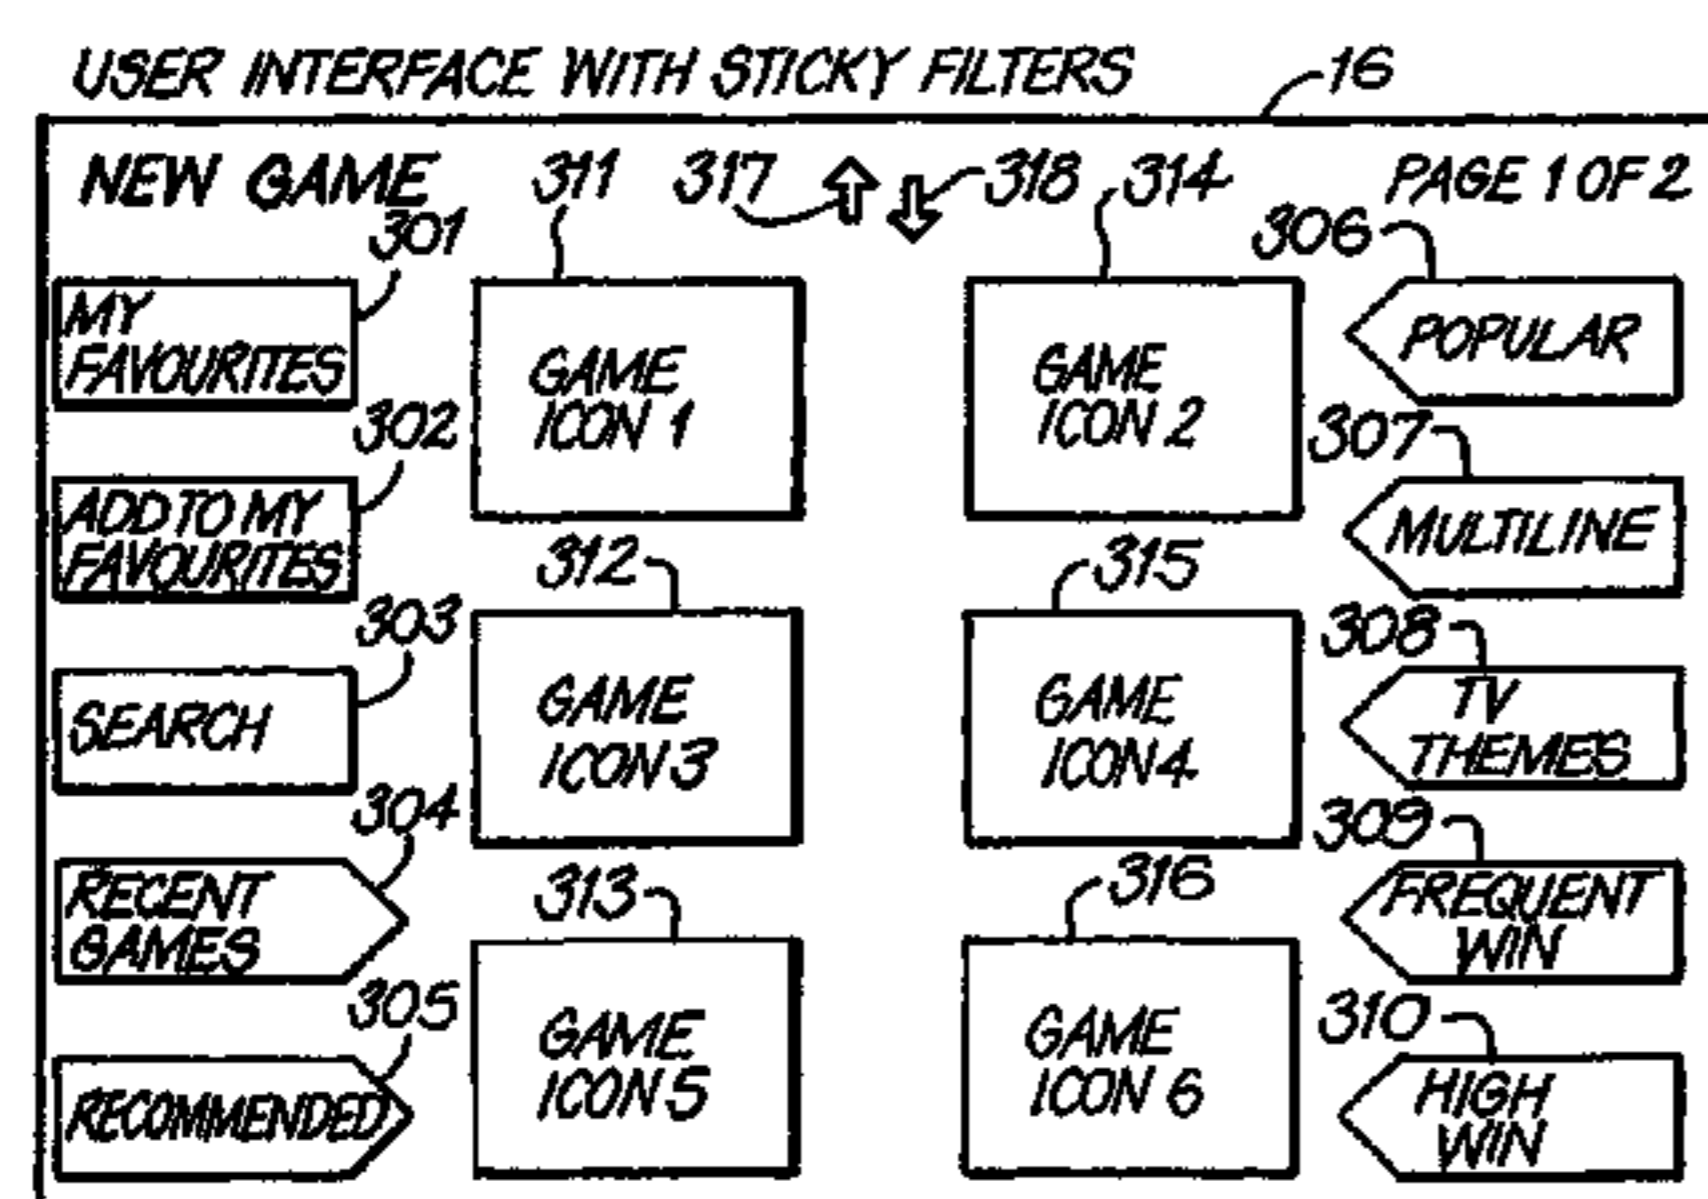 USER INTERFACE WITH STICKY FILTERS
16
NEW GAME
311
317
318
314
PAGE 1 OF 2
301
306
MY
FAVOURITES
GAME
ICON 1
GAME
ICON 2
POPULAR
302
307
ADD TO MY
FAVOURITES
MULTILINE
312
315
303
308
SEARCH
GAME
ICON 3
GAME
ICON 4
TV
THEMES
304
309
RECENT
GAMES
313
316
FREQUENT
WIN
305
310
RECOMMENDED
GAME
ICON 5
GAME
ICON 6
HIGH
WIN